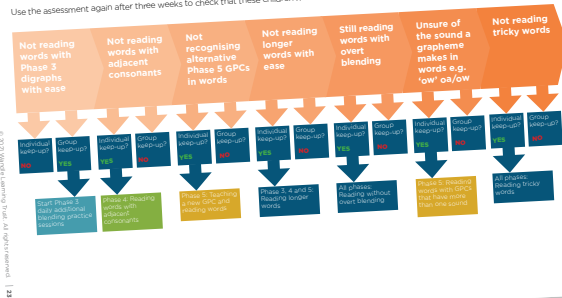 Use the assessment again after three weeks to check that these
Not reading
words with
Phase 3
digraphs
with ease
Not reading
words with
adjacent
consonants
Not
recognising
alternative
Phase 5 GPCs
in words
Not reading
longer
words with
ease
Still reading
words with
overt
blending
Unsure of
the sound a
grapheme
makes in
words e.g.
'ow' oa/ow
Not reading
tricky words
Individual
keep-up?
NO
Group
keep-up?
YES
Individual
keep-up?
YES
Group
keep-up?
NO
Individual
keep-up?
YES
Group
keep-up?
NO
Individual
keep-up?
YES
Group
keep-up?
NO
Individual
keep-up?
YES
Group
keep-up?
NO
Individual
keep-up?
YES
Group
keep-up?
NO
Individual
keep-up?
YES
Group
keep-up?
NO
Start Phase 3
daily additional
blending practice
sessions
Phase 4: Reading
words with
adjacent
consonants
Phase 5: Teaching
a new GPC and
reading words
Phase 3, 4 and 5:
Reading longer
words
All phases:
Reading without
overt blending
Phase 5: Reading
words with GPCs
that have more
than one sound
All phases:
Reading tricky
words
Wandle Learning Trust. All rights reserved. | 23